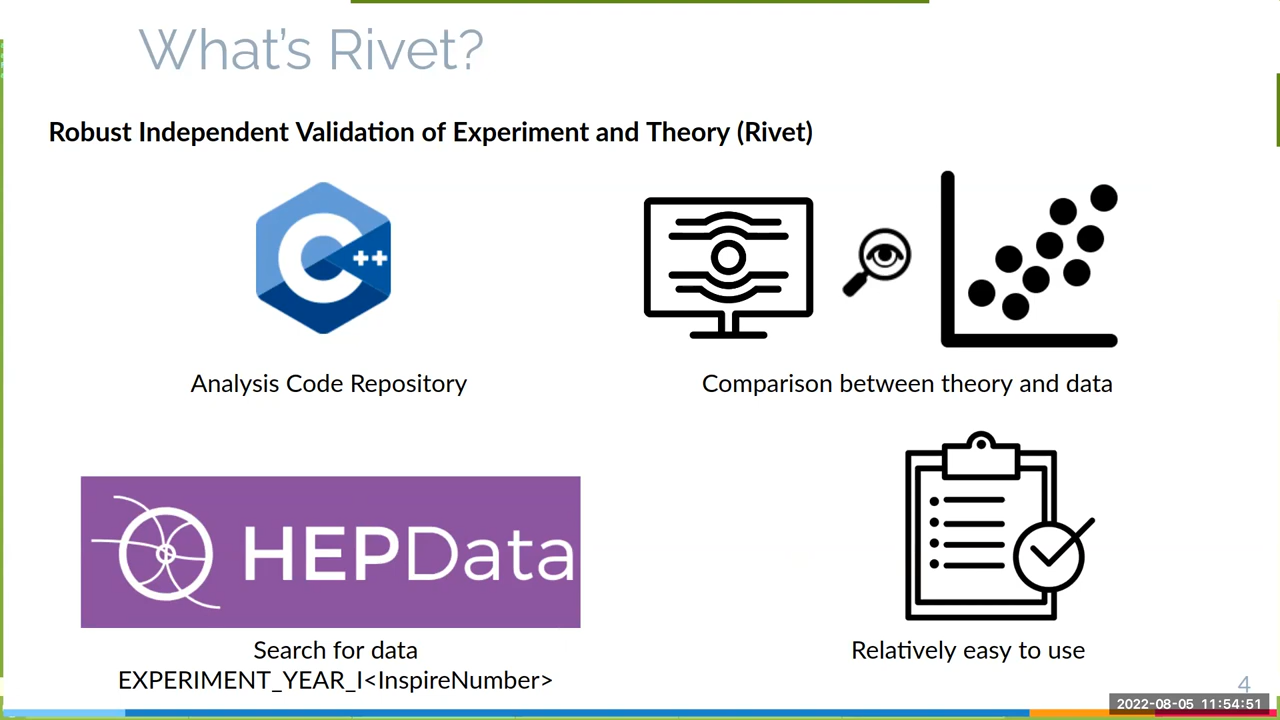 What's Rivet?
Robust Independent Validation of Experiment and Theory (Rivet)
C++
Analysis Code Repository
Comparison between theory and data
HEPData
Search for data
EXPERIMENT_YEAR_I<InspireNumber>
Relatively easy to use
4
2022-08-05 11:54:51